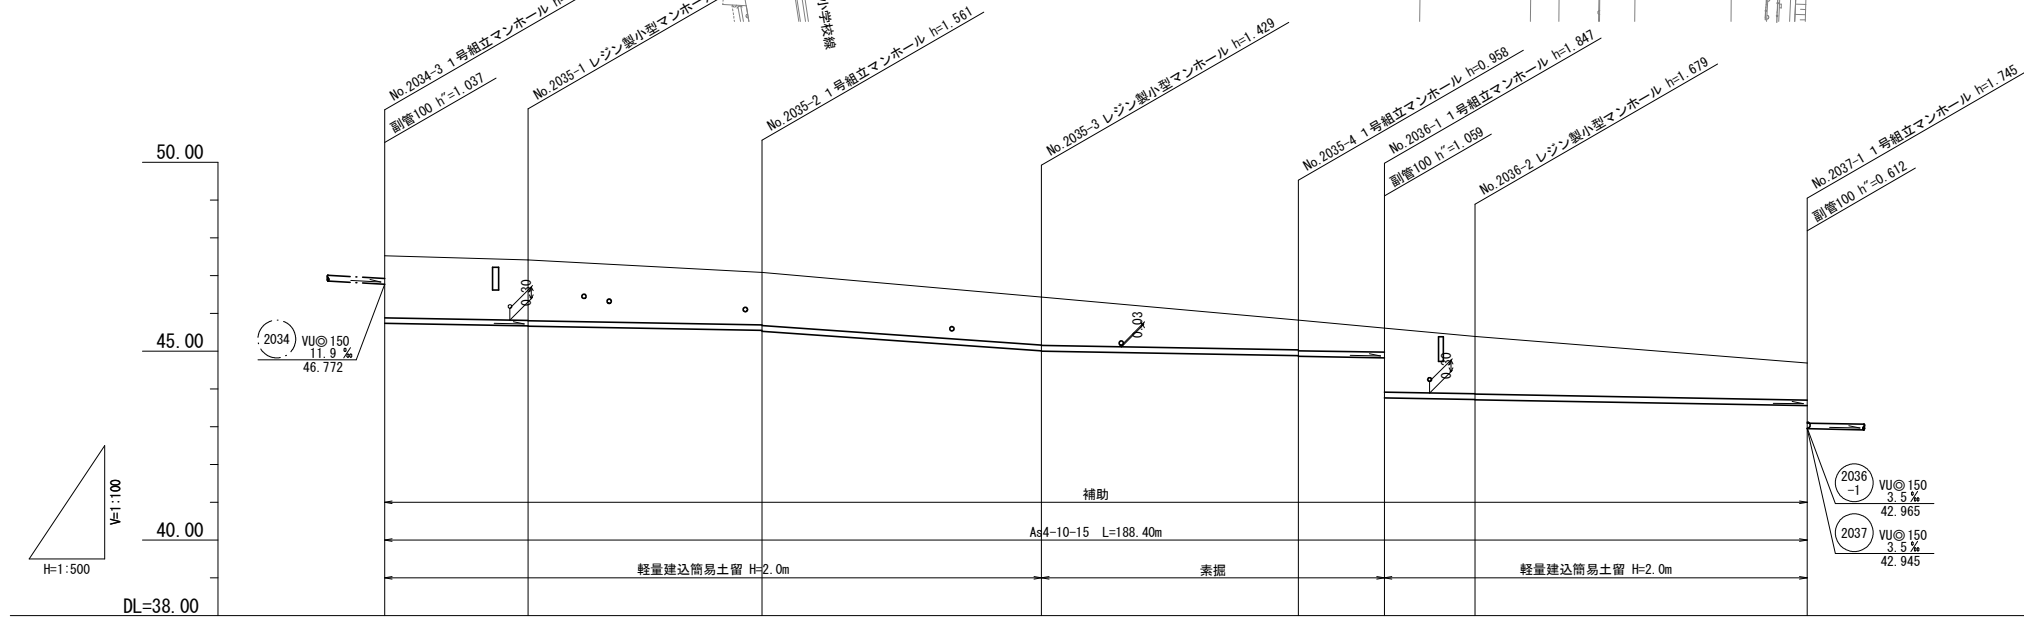 小学校線
No.2034-3 1号組立マンホール h=
副管100 h"=1.037
No.2035-1 レジン製小型マンホール
No.2035-2 1号組立マンホール h=1.561
No.2035-3 レジン製小型マンホール h=1.429
No.2035-4 1号組立マンホール h=0.958
No.2036-1 1号組立マンホール h=1.847
副管100 h"=1.059
No.2036-2 レジン製小型マンホール h=1.679
No.2037-1 1号組立マンホール h=1.745
副管100 h"=0.612
50.00
0.30
0.03
0.30
2034
VU◎150
11.9 ‰
46.772
45.00
2036
-1
VU◎150
3.5‰
42.965
2037
VU◎150
3.5‰
42.945
V=1:100
H=1:500
補助
40.00
As4-10-15 L=188.40m
軽量建込簡易土留 H=2.0m
素掘
軽量建込簡易土留 H=2.0m
DL=38.00